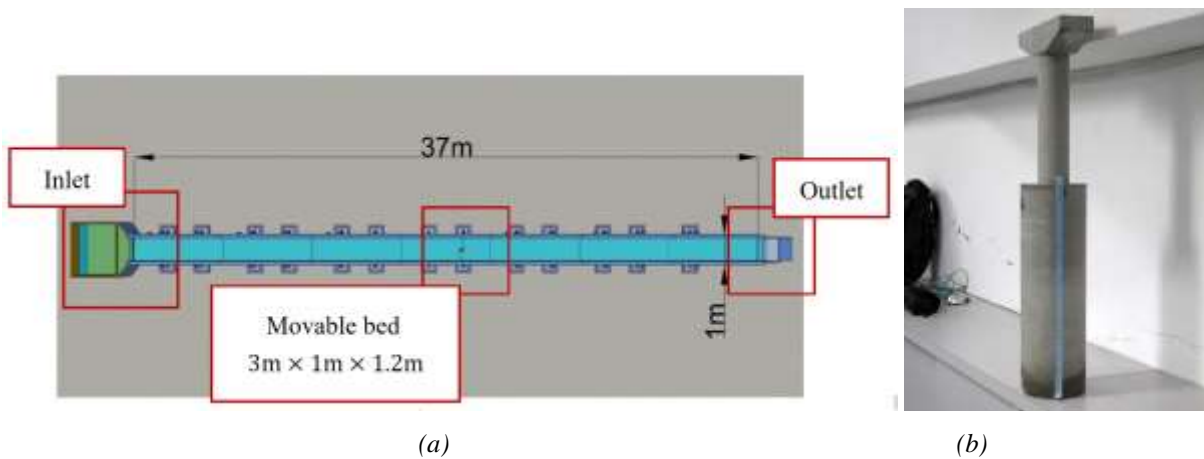 37m
Inlet
Outlet
1m
Movable bed
3m × 1m × 1.2m
(a)
(b)